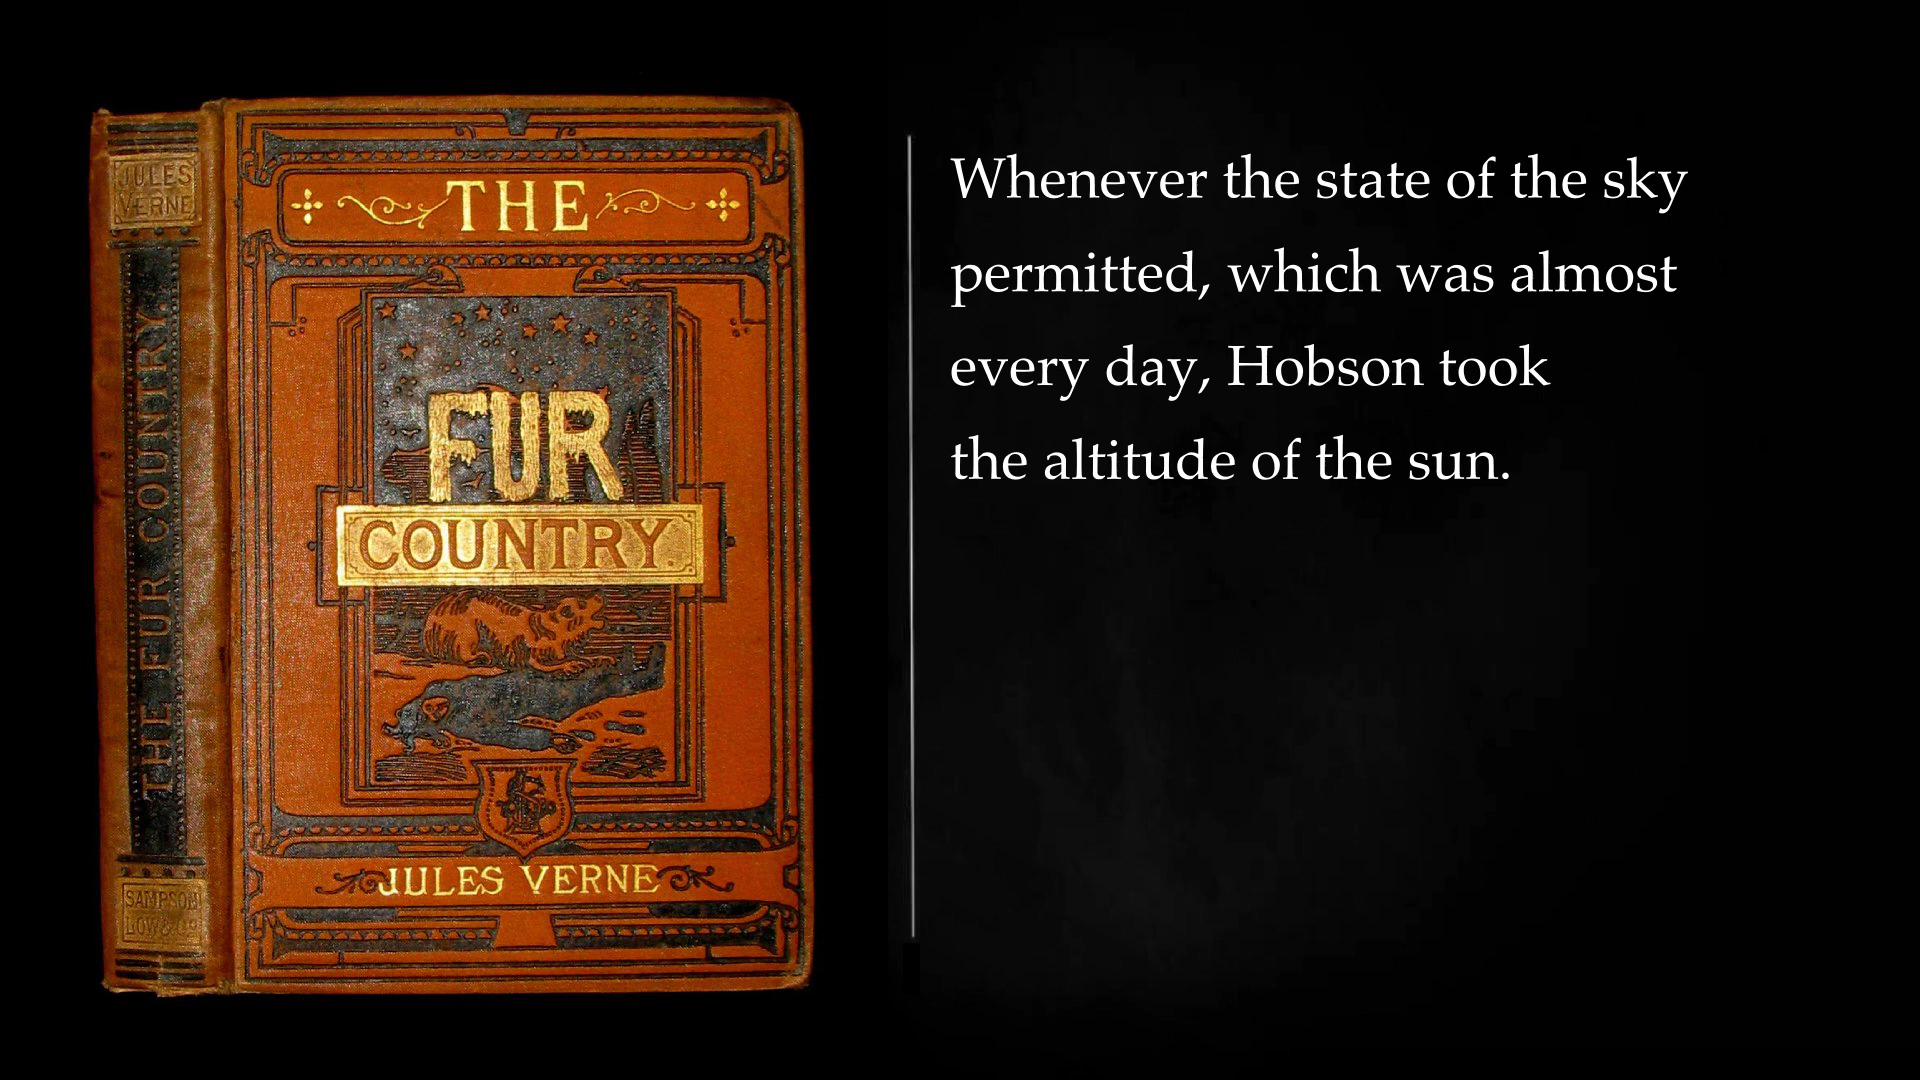 JULES
VERNE
THE FUR COUNTRY.
SAMPSON
LOW & Co
THE
FUR
COUNTRY.
JULES VERNE
Whenever the state of the sky
permitted, which was almost
every day, Hobson took
the altitude of the sun.